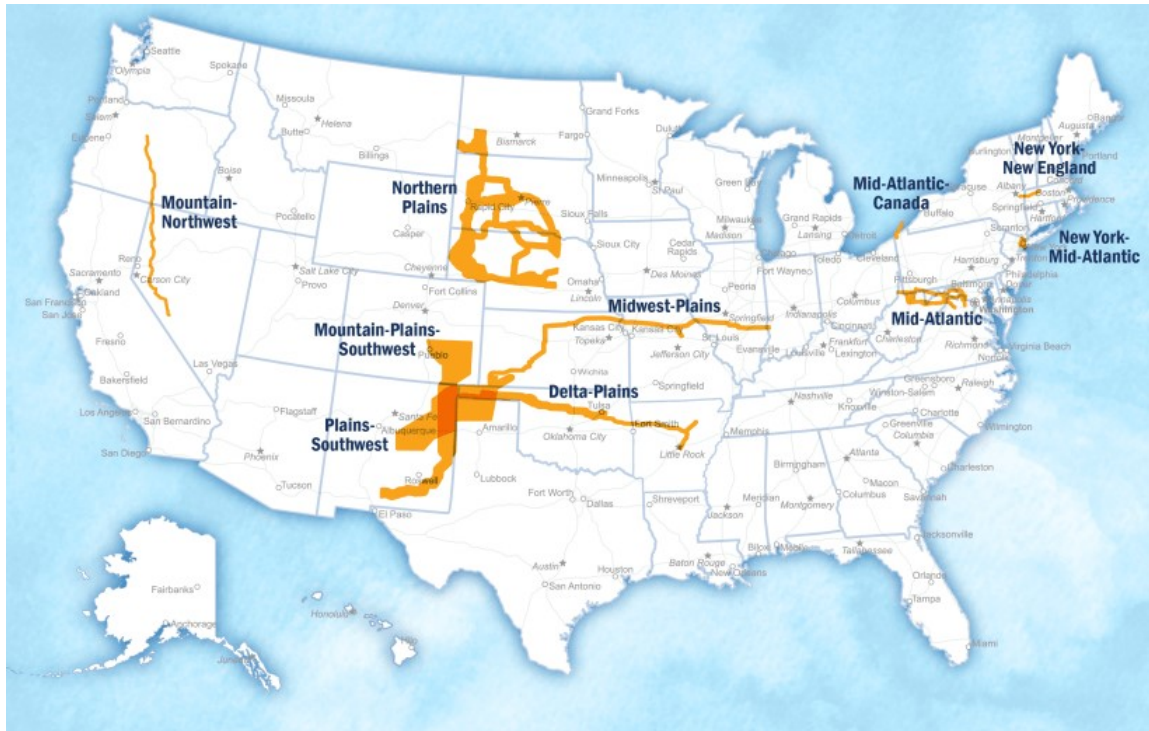 Seattle
Olympia
Spokane
Portland
Salem
Eugene
Missoula
Helena
Butte
Billings
Boise
Pocatello
Casper
Cheyenne
Mountain-
Northwest
Northern
Plains
Rapid City
Pierre
Bismarck
Fargo
Grand Forks
Sioux Falls
Sioux City
Minneapolis
St Paul
Green Bay
Milwaukee
Madison
Grand Rapids
Lansing
Detroit
Toledo
Cleveland
Fort Wayne
Cedar
Rapids
Des Moines
Omaha
Lincoln
Peoria
Springfield
Indianapolis
Columbus
Cincinnati
Mid-Atlantic-
Canada
Buffalo
New York-
New England
Montpelier
Augusta
Portland
Boston
Springfield
Hartford
Providence
Scranton
New York-
Mid-Atlantic
Trenton
Philadelphia
Dover
Harrisburg
Pittsburgh
Baltimore
Annapolis
Washington
Mid-Atlantic
Charleston
Richmond
Norfolk
Virginia Beach
Reno
Carson City
Sacramento
Oakland
San Jose
Fresno
Bakersfield
Las Vegas
Los Angeles
San Bernardino
San Diego
Salt Lake City
Provo
Fort Collins
Denver
Pueblo
Mountain-Plains-
Southwest
Midwest-Plains
Kansas City
Kansas City
Topeka
Jefferson City
St. Louis
Evansville
Louisville
Frankfort
Lexington
Wichita
Springfield
Delta-Plains
Tulsa
Oklahoma City
Fort Smith
Little Rock
Memphis
Nashville
Knoxville
Greensboro
Winston-Salem
Raleigh
Charlotte
Greenville
Columbia
Wilmington
Charleston
Plains-
Southwest
Santa Fe
Albuquerque
Amarillo
Lubbock
Roswell
El Paso
Flagstaff
Phoenix
Tucson
Fort Worth
Dallas
Shreveport
Austin
Houston
San Antonio
Jackson
Meridian
Birmingham
Montgomery
Atlanta
Macon
Columbus
Savannah
Jacksonville
Tallahassee
Biloxi
Mobile
Baton Rouge
New Orleans
Orlando
Tampa
Miami
Fairbanks
Anchorage
Juneau
Honolulu
Hilo